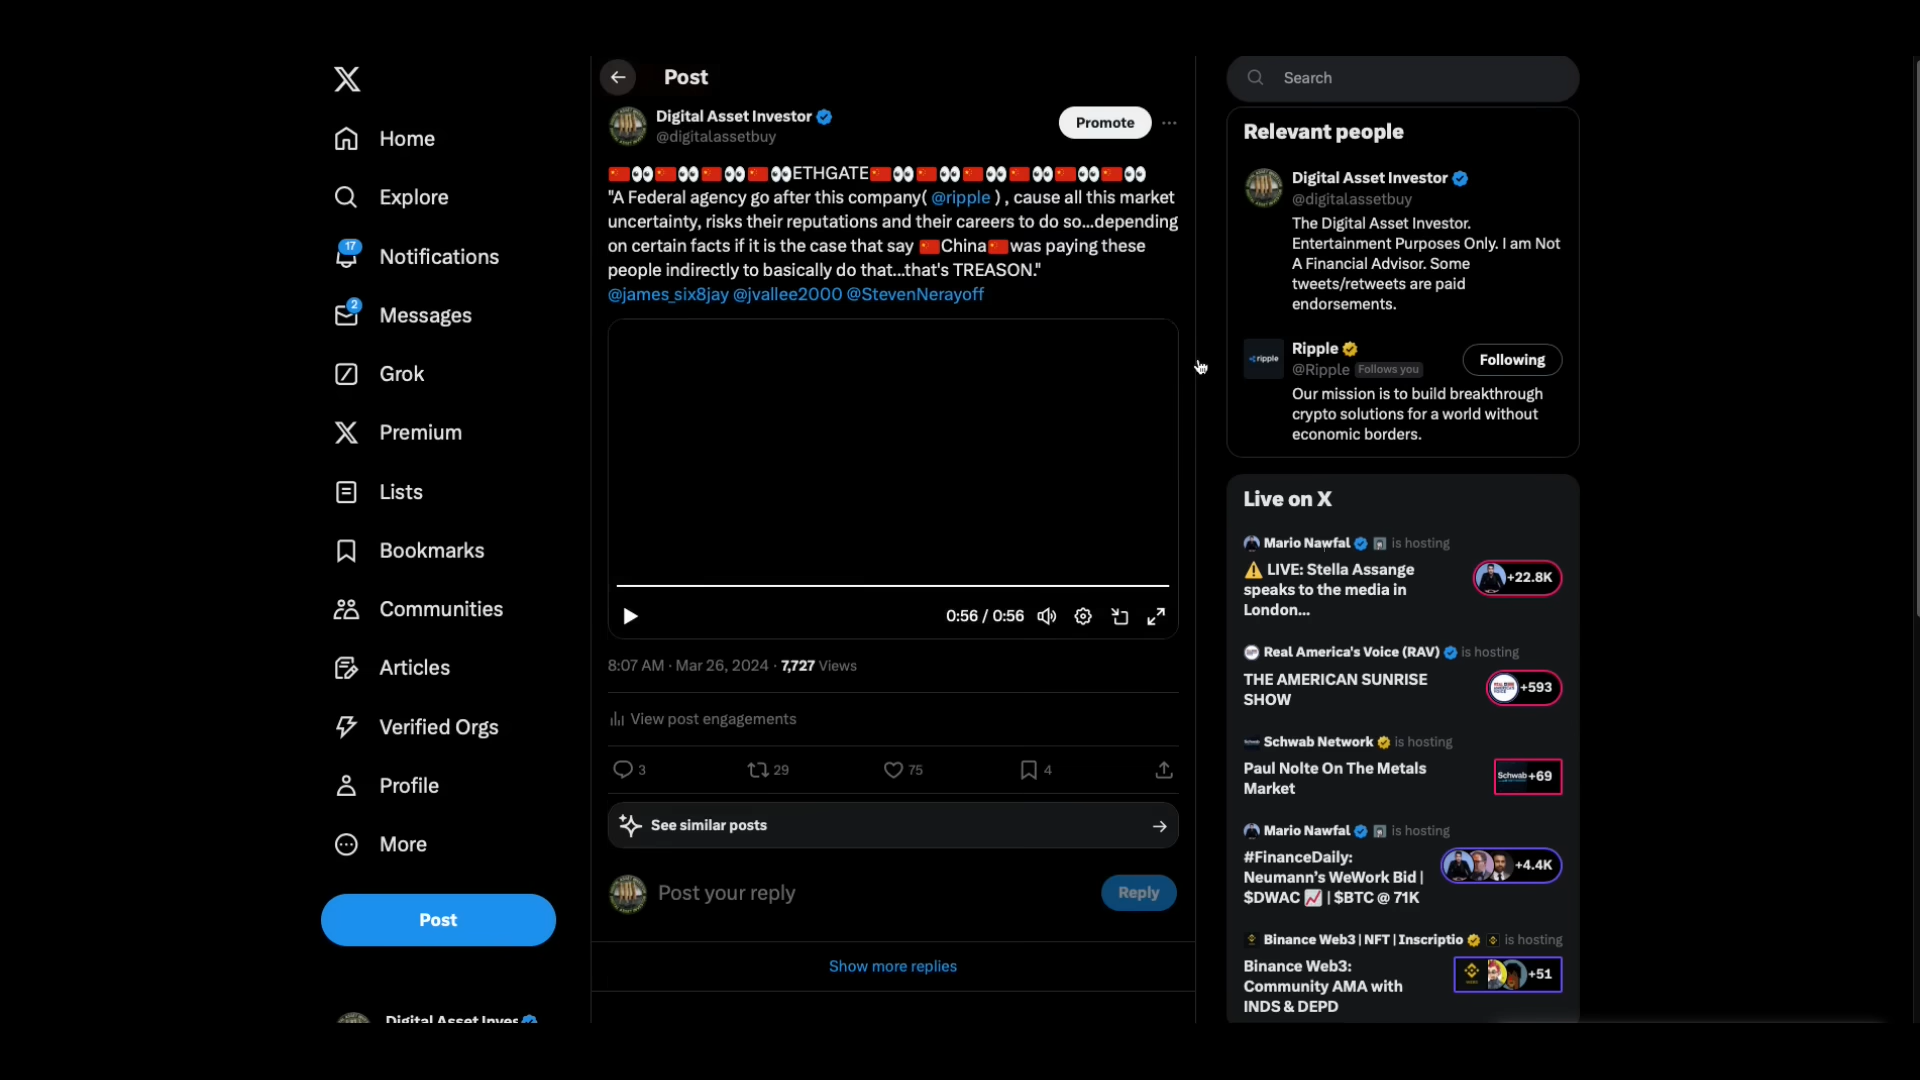 Home
Explore
17
Notifications
2
Messages
Grok
Premium
Lists
Bookmarks
Communities
Articles
Verified Orgs
Profile
More
Post
Digital Asset Inves
Post
Digital Asset Investor
@digitalassetbuy
Promote
🇨🇳👀🇨🇳👀🇨🇳👀🇨🇳👀ETHGATE🇨🇳👀🇨🇳👀🇨🇳👀🇨🇳👀🇨🇳👀🇨🇳👀
"A Federal agency go after this company( @ripple ) , cause all this market
uncertainty, risks their reputations and their careers to do so...depending
on certain facts if it is the case that say 🇨🇳China🇨🇳was paying these
people indirectly to basically do that...that's TREASON."
@james_six8jay @jvallee2000 @StevenNerayoff
0:56 / 0:56
8:07 AM · Mar 26, 2024 · 7,727 Views
View post engagements
3 29 75 4
See similar posts
Post your reply
Reply
Show more replies
Search
Relevant people
Digital Asset Investor
@digitalassetbuy
The Digital Asset Investor.
Entertainment Purposes Only. I am Not
A Financial Advisor. Some
tweets/retweets are paid
endorsements.
ripple
Ripple
@Ripple Follows you
Following
Our mission is to build breakthrough
crypto solutions for a world without
economic borders.
Live on X
Mario Nawfal is hosting
⚠️ LIVE: Stella Assange
speaks to the media in
London...
+22.8K
Real America's Voice (RAV) is hosting
THE AMERICAN SUNRISE
SHOW
+593
Schwab Network is hosting
Paul Nolte On The Metals
Market
Schwab +69
Mario Nawfal is hosting
#FinanceDaily:
Neumann's WeWork Bid |
$DWAC 📈 | $BTC @ 71K
+4.4K
Binance Web3 | NFT | Inscriptio is hosting
Binance Web3:
Community AMA with
INDS & DEPD
+51